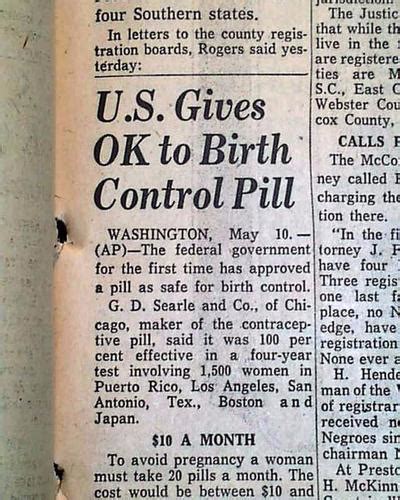 four Southern states.
In letters to the county regis-
tration boards, Rogers said yes-
terday:
U.S. Gives
OK to Birth
Control Pill
WASHINGTON, May 10.—
(AP)—The federal government
for the first time has approved
a pill as safe for birth control.
G. D. Searle and Co., of Chi-
cago, maker of the contracep-
tive pill, said it was 100 per
cent effective in a four-year
test involving 1,500 women in
Puerto Rico, Los Angeles, San
Antonio, Tex., Boston and
Japan.
$10 A MONTH
To avoid pregnancy a woman
must take 20 pills a month. The
cost would be between $10 and
The Justic
that while th
live in the
are registere
ties are M
S.C., East C
Webster Cou
cox County,
CALLS
The McCo
ney called
charging the
tion there.
"In the fi
torney J. F
have four
Three regis
one last fa
place, no N
edge, have
registration
None ever a
H. Hende
man of the
of registrar
received n
Negroes sin
chairman
At Presto
H. McKinn